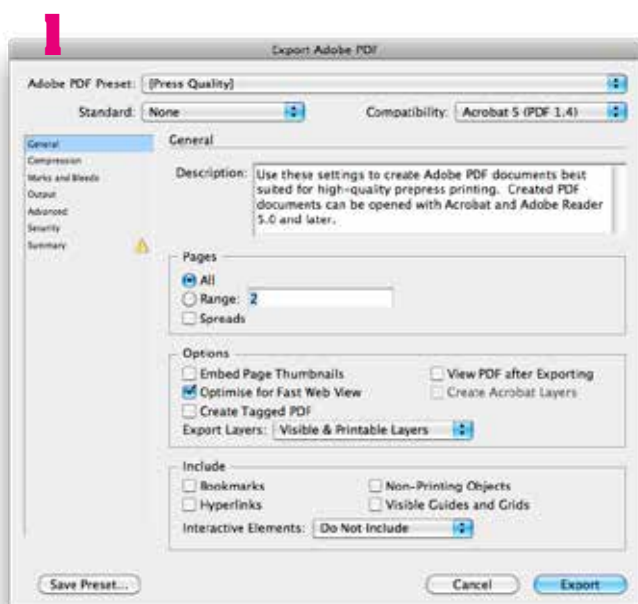 1
Export Adobe PDF
Adobe PDF Preset: [Press Quality]
Standard: None Compatibility: Acrobat 5 (PDF 1.4)
General
Compression
Marks and Bleeds
Output
Advanced
Security
Summary
General
Description: Use these settings to create Adobe PDF documents best
suited for high-quality prepress printing. Created PDF
documents can be opened with Acrobat and Adobe Reader
5.0 and later.
Pages
All
Range: 2
Spreads
Options
Embed Page Thumbnails View PDF after Exporting
Optimise for Fast Web View Create Acrobat Layers
Create Tagged PDF
Export Layers: Visible & Printable Layers
Include
Bookmarks Non-Printing Objects
Hyperlinks Visible Guides and Grids
Interactive Elements: Do Not Include
Save Preset... Cancel Export